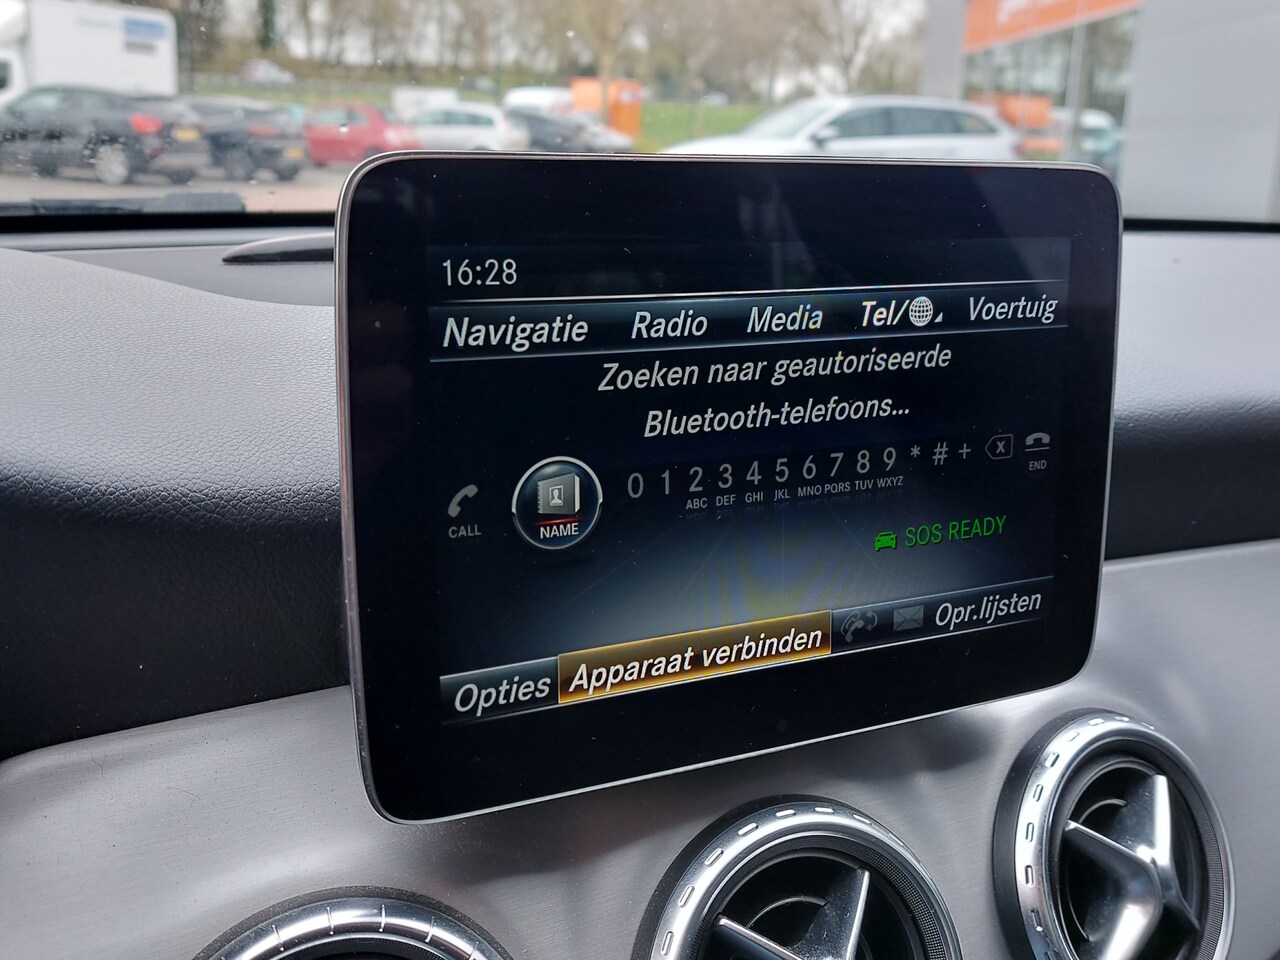 16:28
Navigatie Radio Media Tel/ Voertuig
Zoeken naar geautoriseerde
Bluetooth-telefoons...
CALL NAME 0 1 2 3 4 5 6 7 8 9 * # + X END
ABC DEF GHI JKL MNO PQRS TUV WXYZ
SOS READY
Opties Apparaat verbinden Opr.lijsten